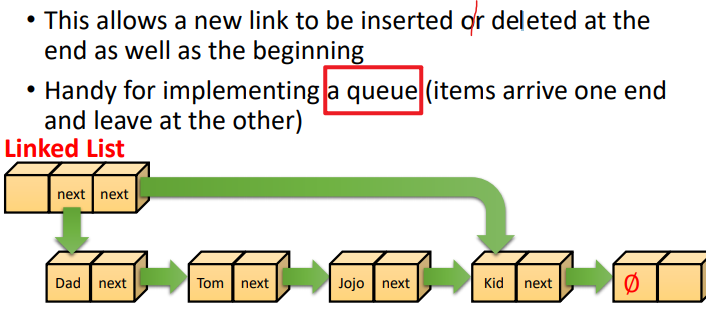 • This allows a new link to be inserted or deleted at the
end as well as the beginning
• Handy for implementing a queue (items arrive one end
and leave at the other)
Linked List
next next
Dad next Tom next Jojo next Kid next Ø